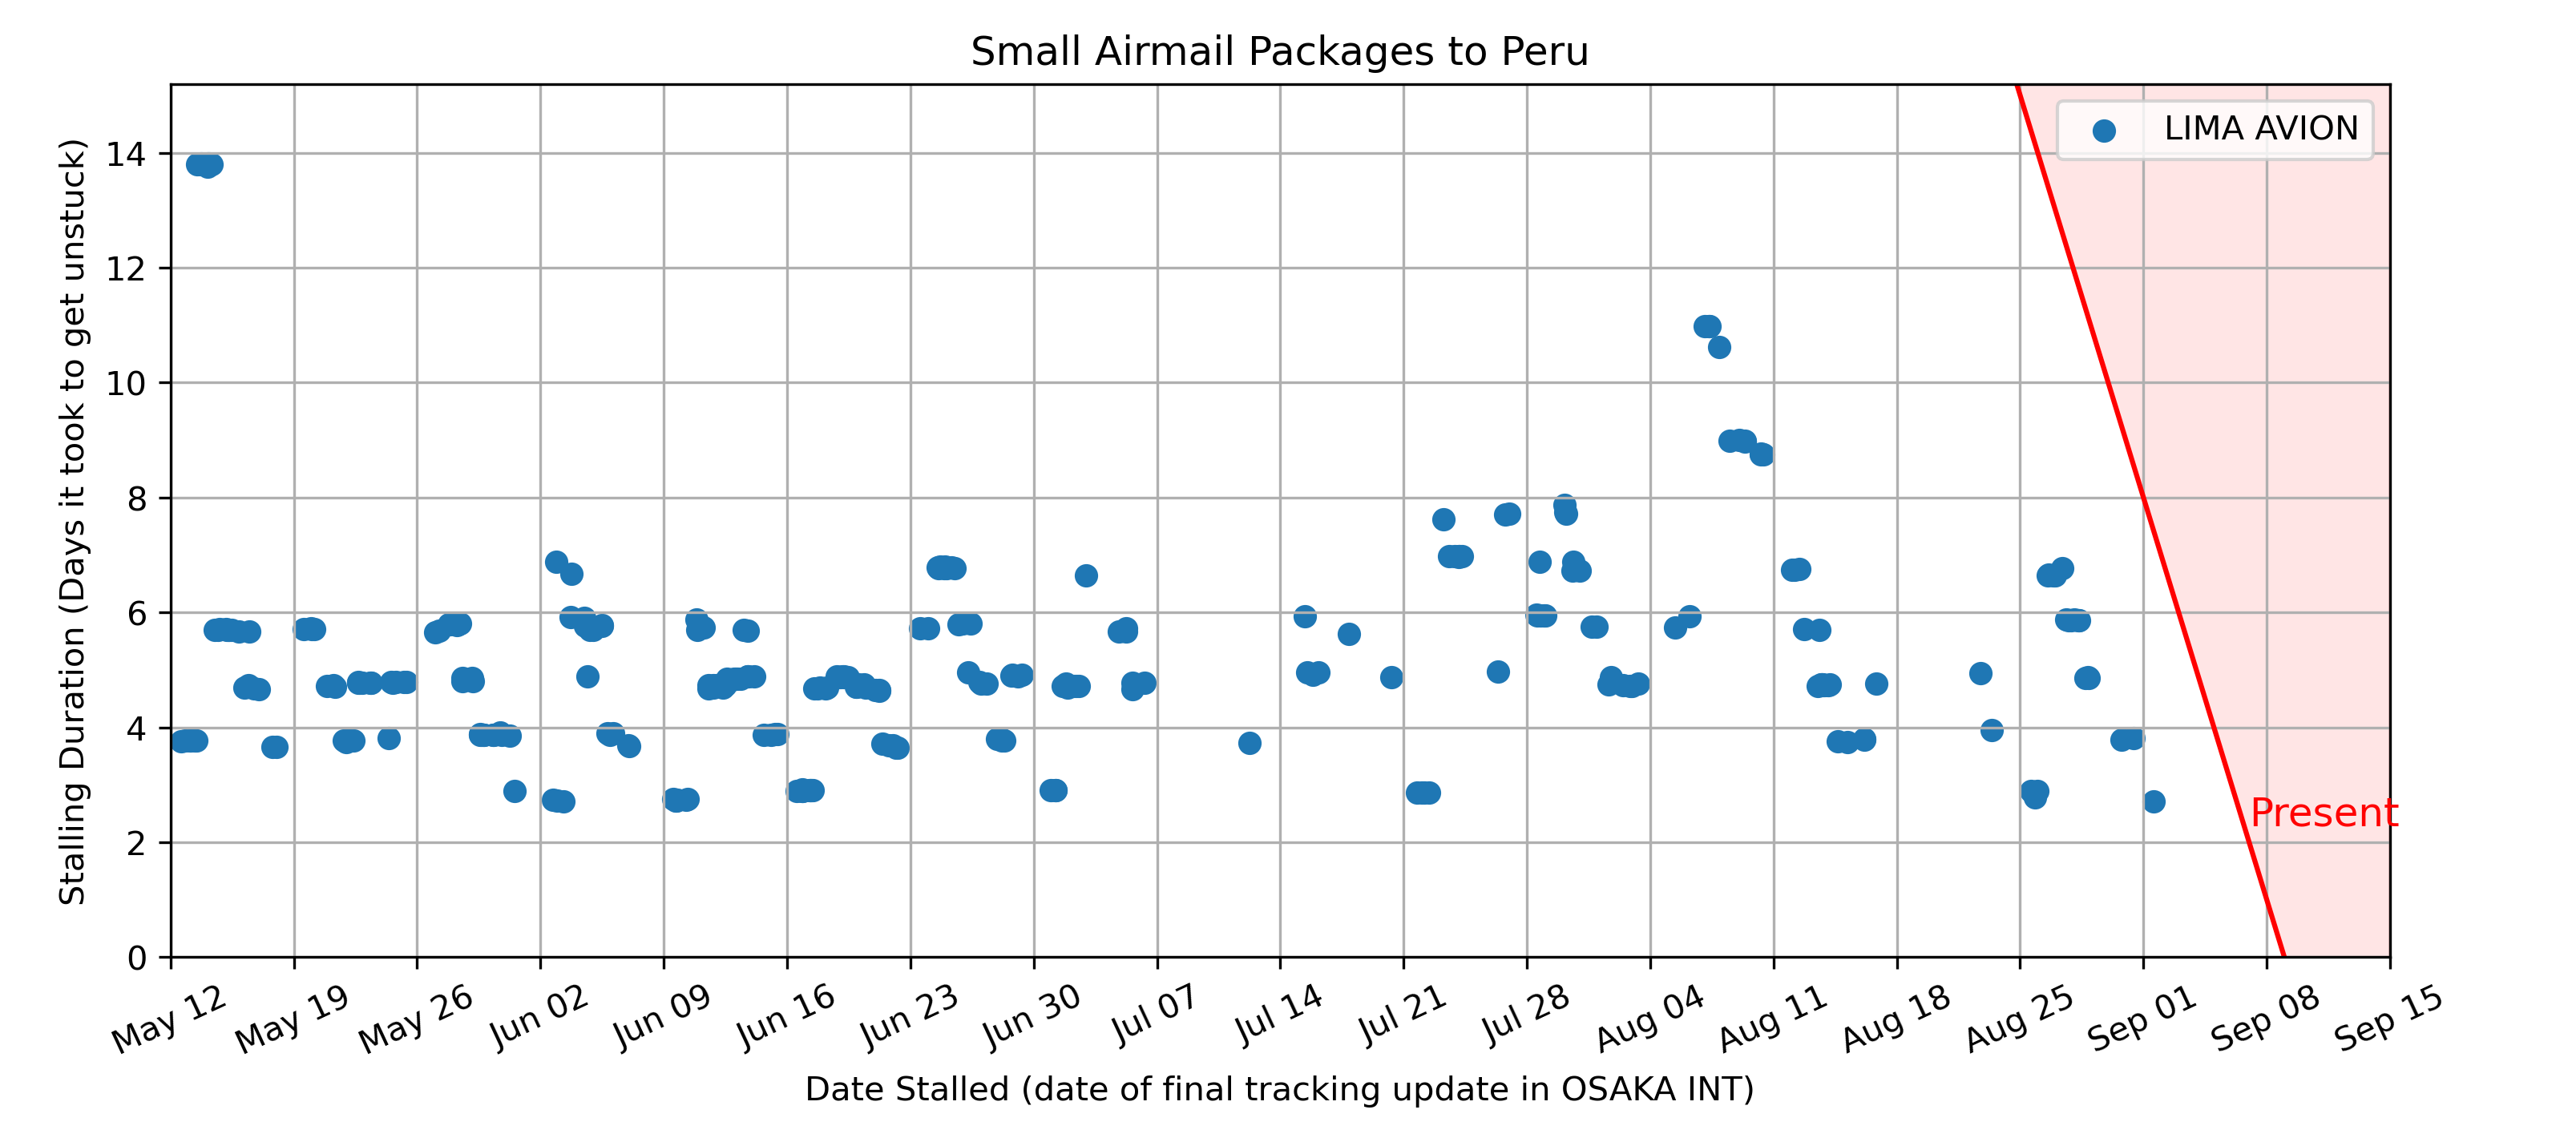 Small Airmail Packages to Peru
Stalling Duration (Days it took to get unstuck)
14
12
10
8
6
4
2
0
LIMA AVION
Present
May 12
May 19
May 26
Jun 02
Jun 09
Jun 16
Jun 23
Jun 30
Jul 07
Jul 14
Jul 21
Jul 28
Aug 04
Aug 11
Aug 18
Aug 25
Sep 01
Sep 08
Sep 15
Date Stalled (date of final tracking update in OSAKA INT)